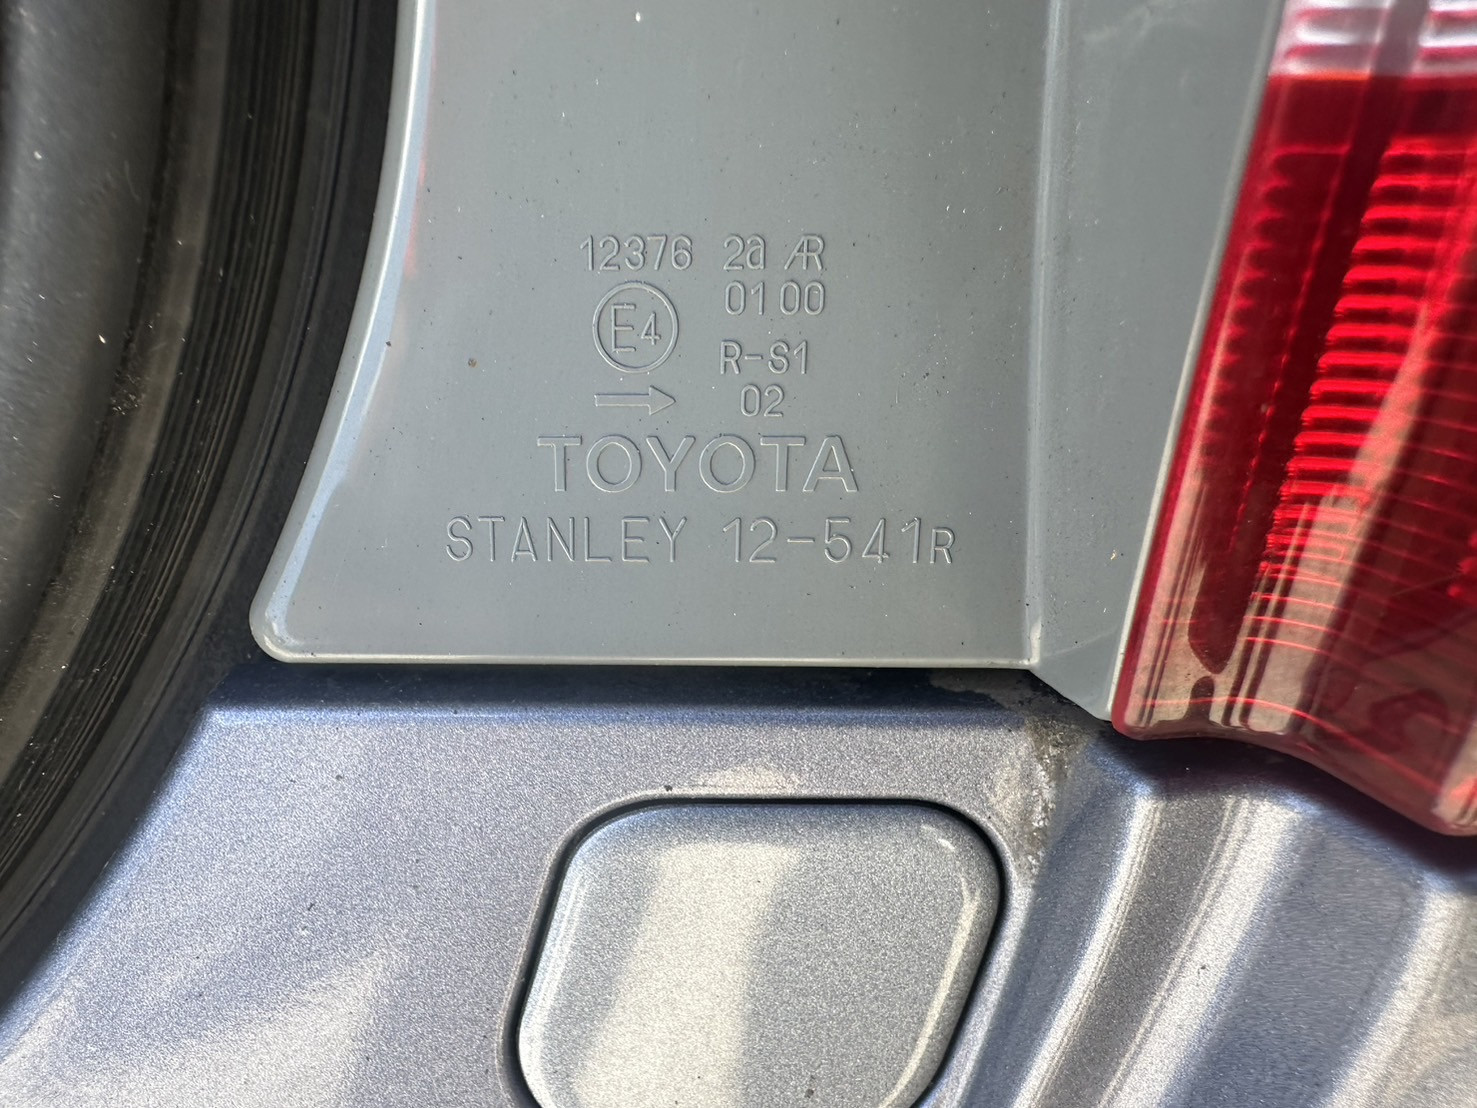 12376 2a AR
01 00
E4
R-S1
→ 02
TOYOTA
STANLEY 12-541R